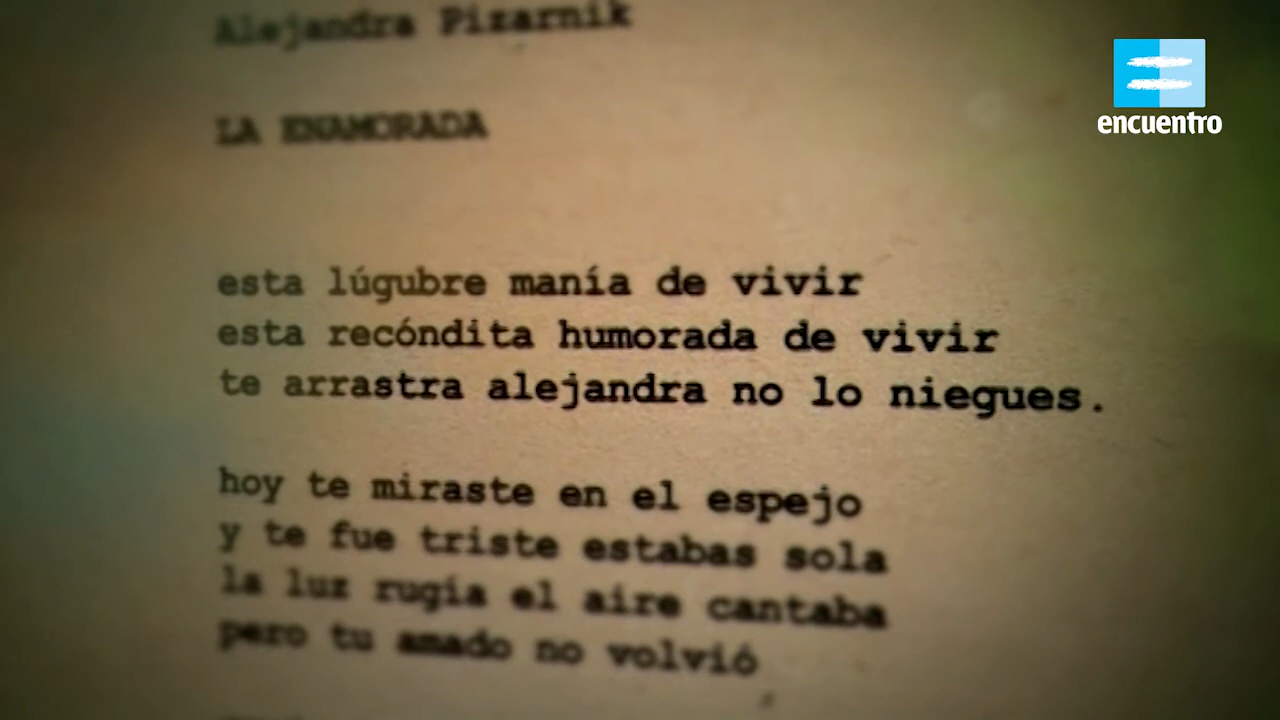 Alejandra Pizarnik
LA ENAMORADA
esta lúgubre manía de vivir
esta recóndita humorada de vivir
te arrastra alejandra no lo niegues.
hoy te miraste en el espejo
y te fue triste estabas sola
la luz rugía el aire cantaba
pero tu amado no volvió
encuentro